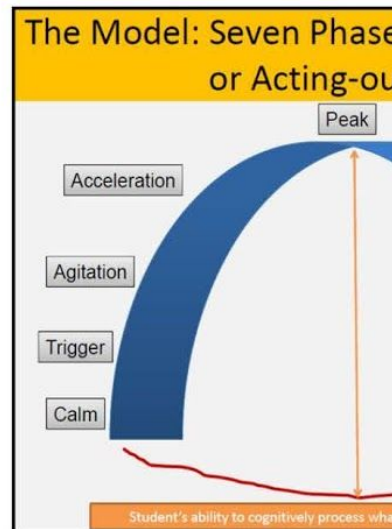 The Model: Seven Phase
or Acting-ou
Peak
Acceleration
Agitation
Trigger
Calm
Student's ability to cognitively process wha